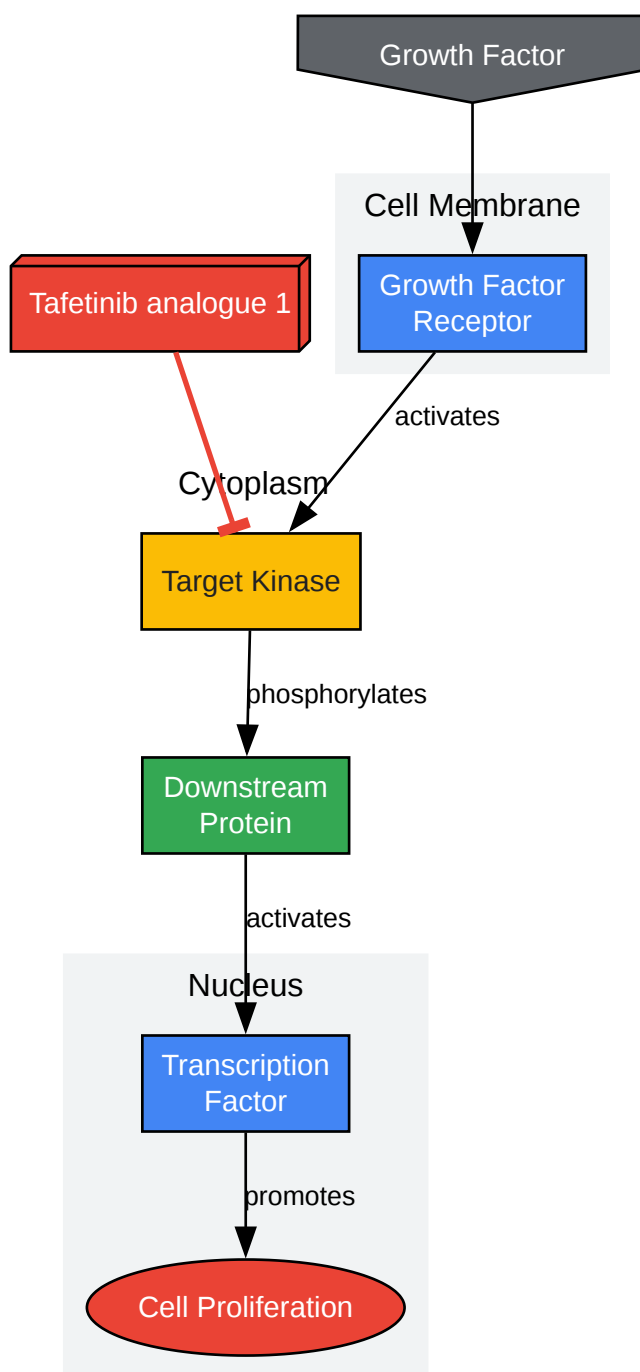 Growth Factor
Cell Membrane
Growth Factor
Receptor
Tafetinib analogue 1
activates
Cytoplasm
Target Kinase
phosphorylates
Downstream
Protein
activates
Nucleus
Transcription
Factor
promotes
Cell Proliferation